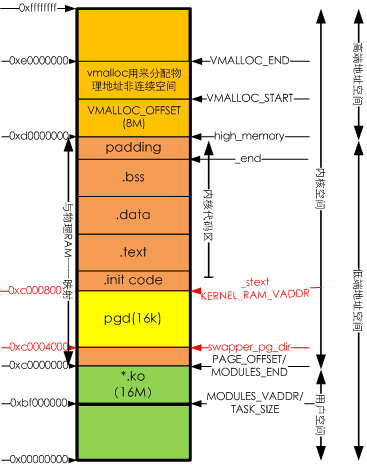 0xffffffff
0xe0000000
VMALLOC_END
vmalloc用来分配物
理地址非连续空间
VMALLOC_START
VMALLOC_OFFSET
(8M)
0xd0000000
high_memory
padding
_end
.bss
.data
.text
.init code
0xc000800
_stext
KERNEL_RAM_VADDR
pgd(16k)
0xc0004000
swapper_pg_dir
0xc0000000
PAGE_OFFSET/
MODULES_END
*.ko
(16M)
0xbf000000
MODULES_VADDR/
TASK_SIZE
0x00000000
与物理RAM一一映射
内核代码区
内核空间
用户空间
高端地址空间
低端地址空间